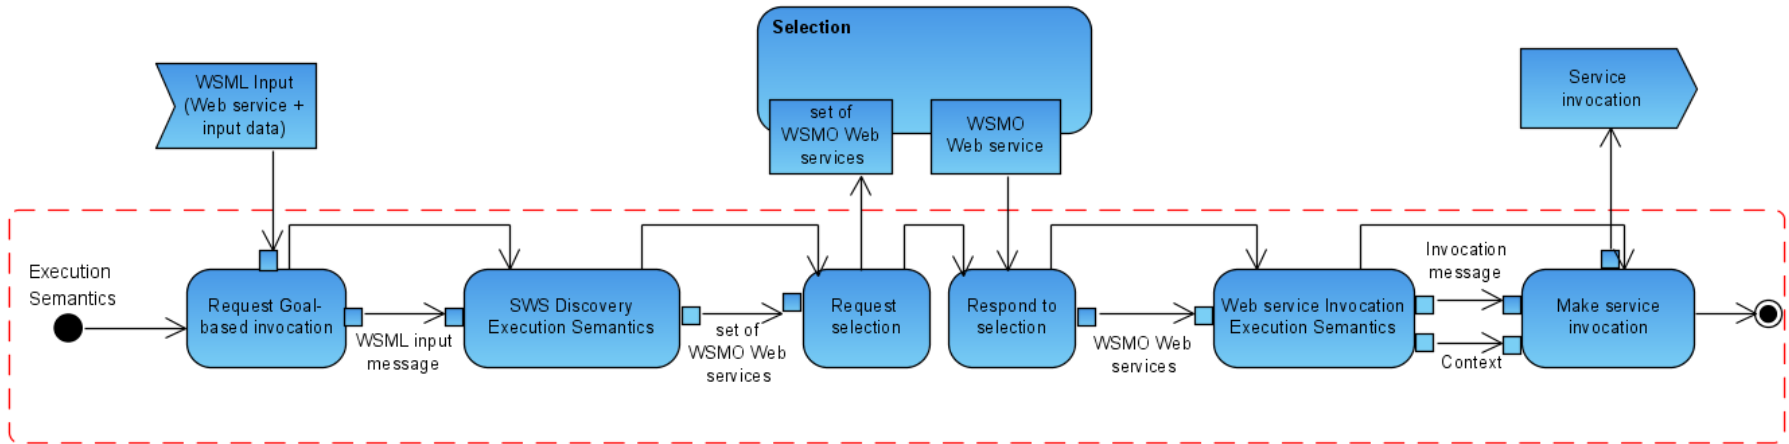 Selection
WSML Input
(Web service +
input data)
set of
WSMO Web
services
WSMO
Web service
Service
invocation
Execution
Semantics
Request Goal-
based invocation
WSML input
message
SWS Discovery
Execution Semantics
set of
WSMO Web
services
Request
selection
Respond to
selection
WSMO Web
services
Web service Invocation
Execution Semantics
Invocation
message
Context
Make service
invocation